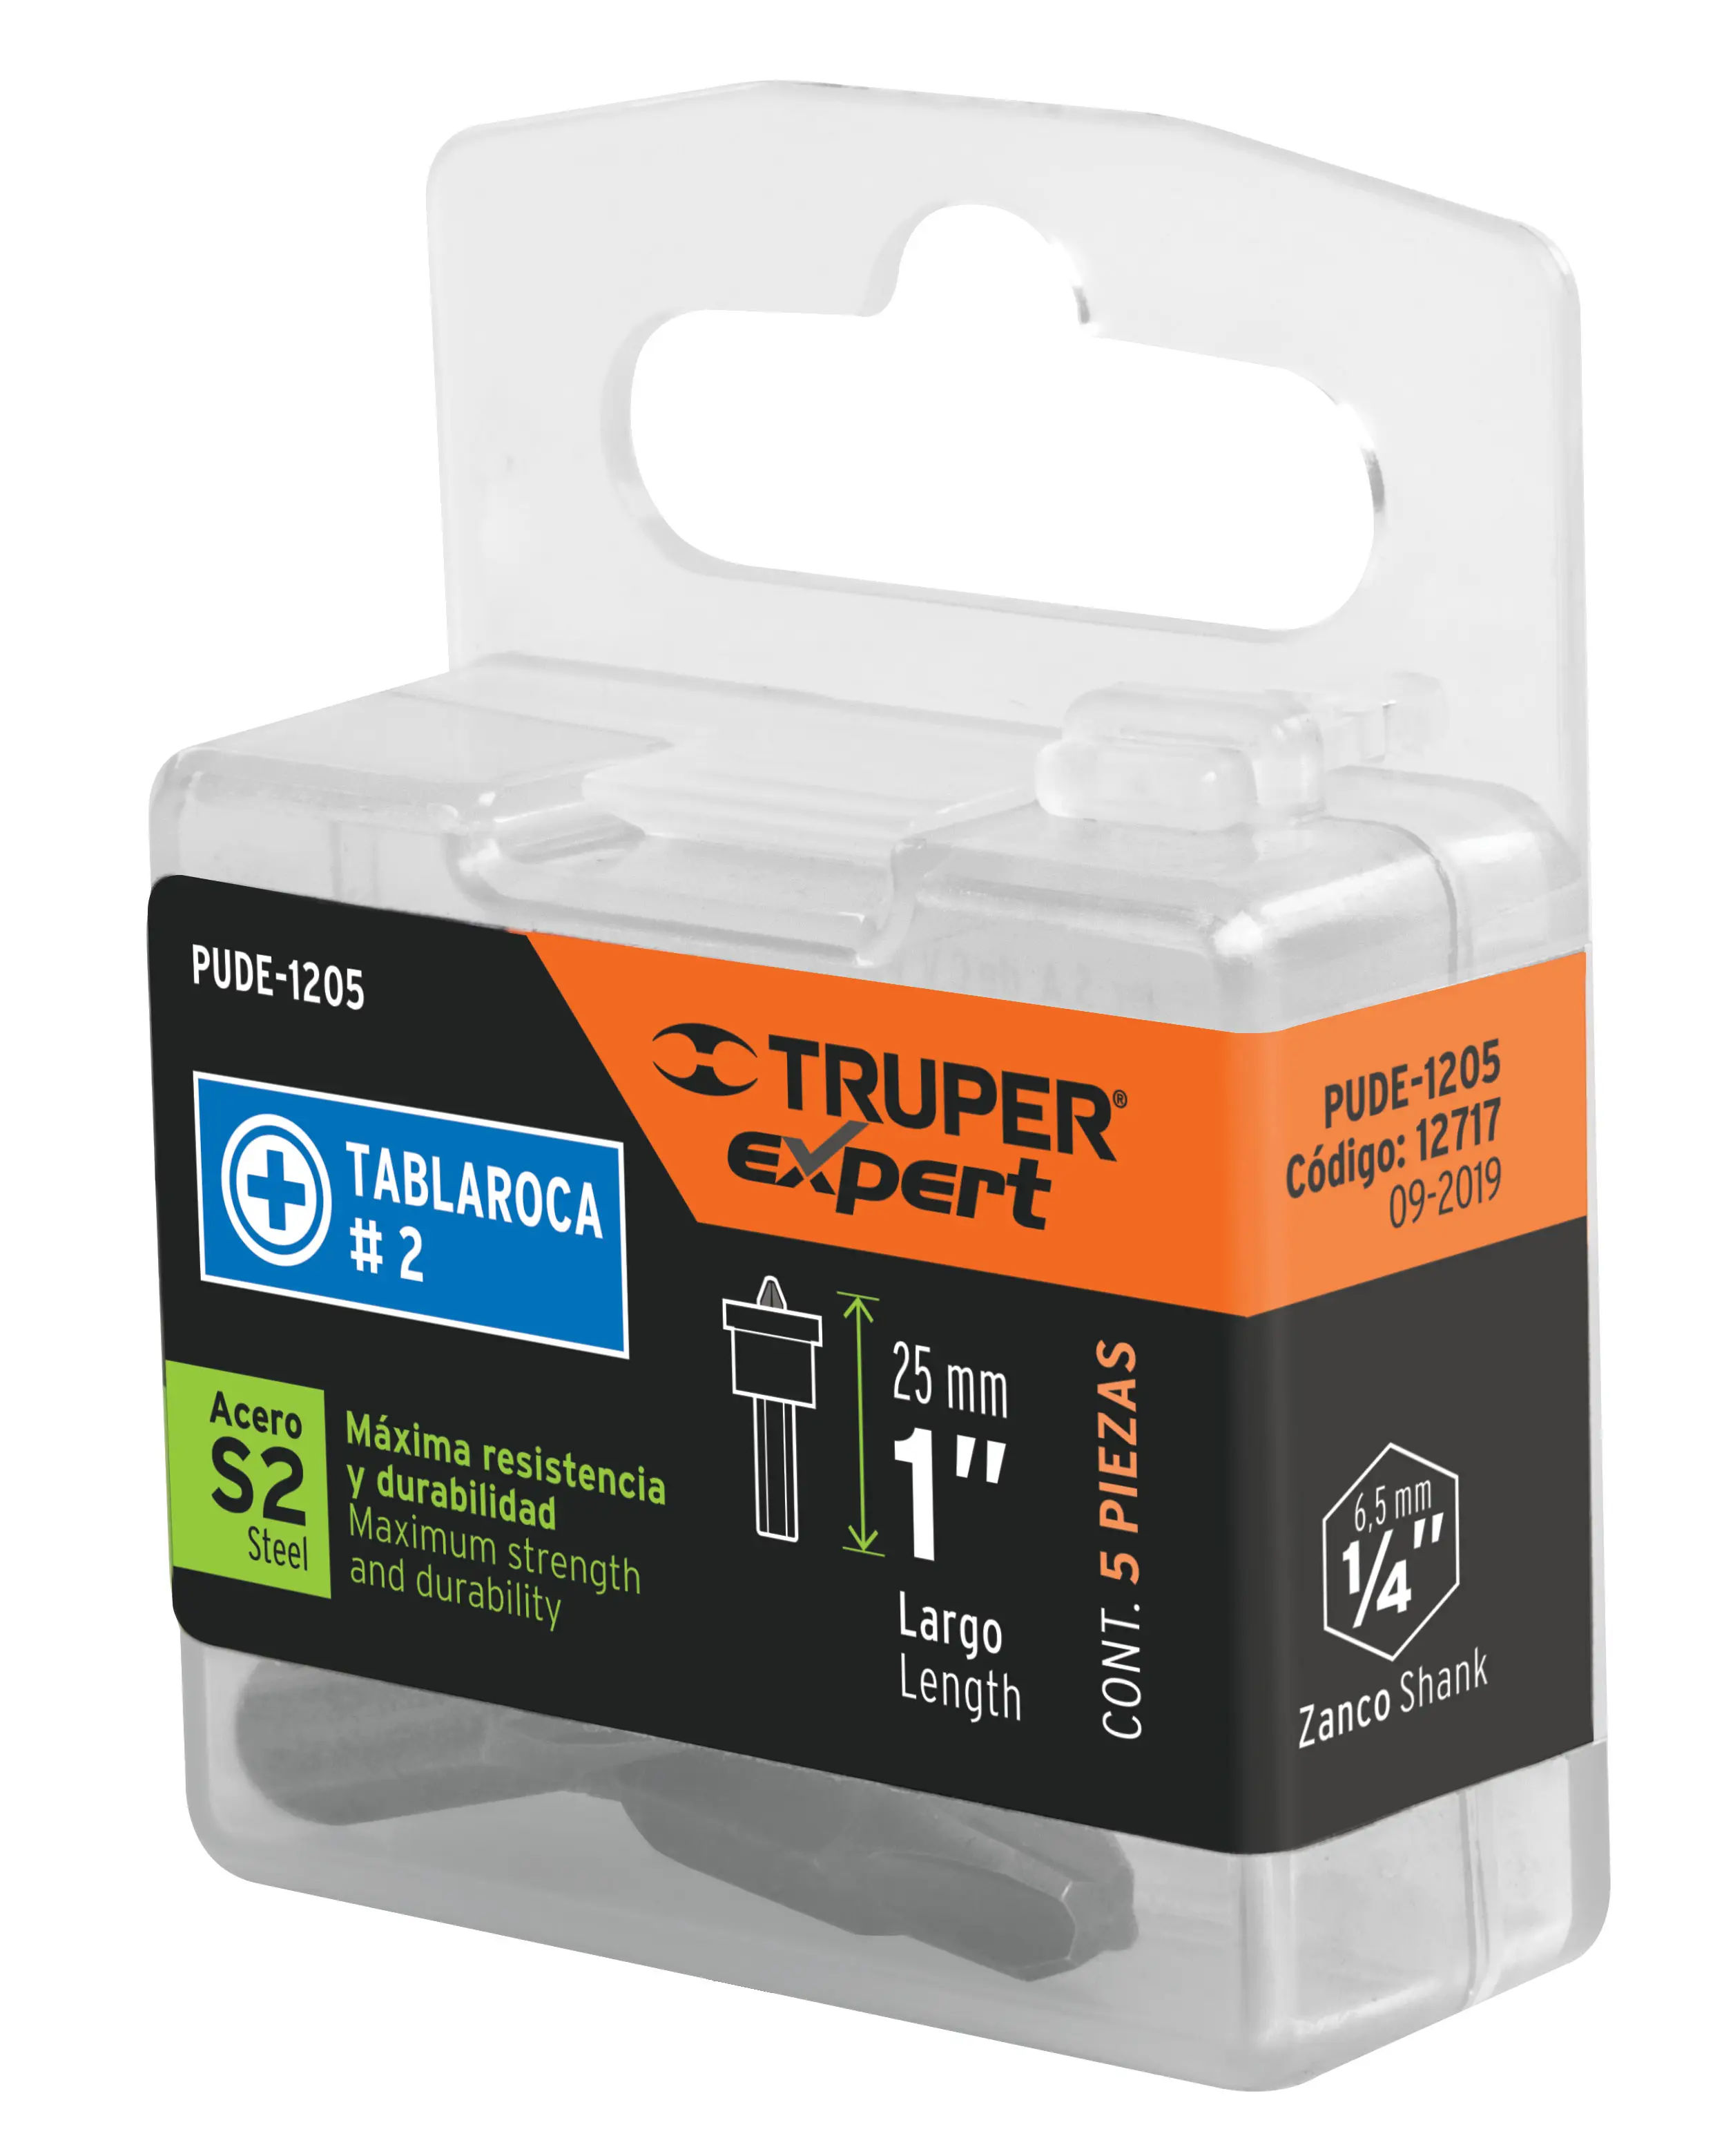 PUDE-1205
TRUPER®
expert
TABLAROCA
# 2
Acero
S2
Steel
Máxima resistencia
y durabilidad
Maximum strength
and durability
25 mm
1"
Largo
Length
CONT. 5 PIEZAS
PUDE-1205
Código: 12717
09-2019
6,5 mm
1/4"
Zanco Shank